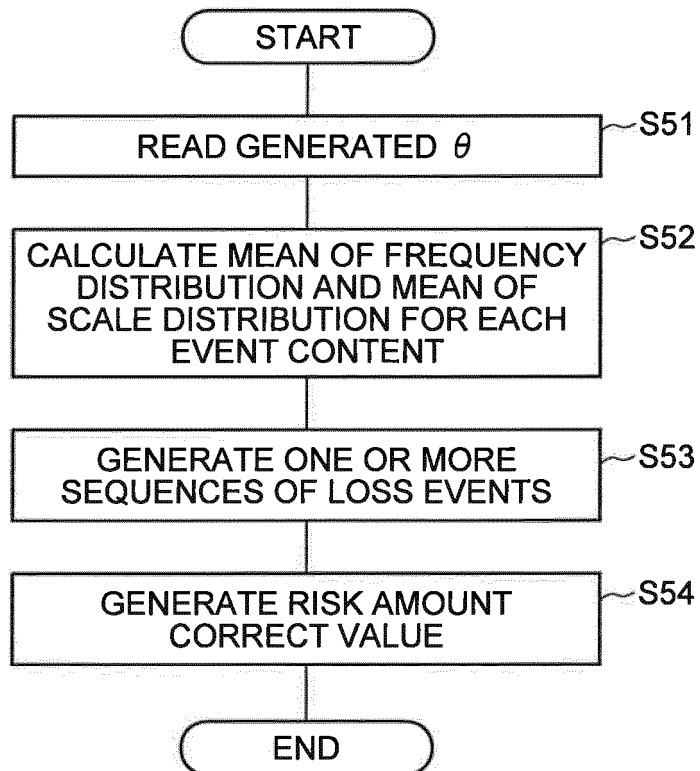 START
READ GENERATED θ
S51
CALCULATE MEAN OF FREQUENCY
DISTRIBUTION AND MEAN OF
SCALE DISTRIBUTION FOR EACH
EVENT CONTENT
S52
GENERATE ONE OR MORE
SEQUENCES OF LOSS EVENTS
S53
GENERATE RISK AMOUNT
CORRECT VALUE
S54
END